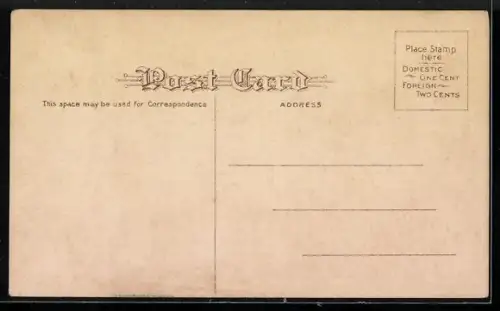 Place Stamp
here
Domestic
One Cent
Foreign
Two Cents
Post Card
This space may be used for Correspondence
ADDRESS